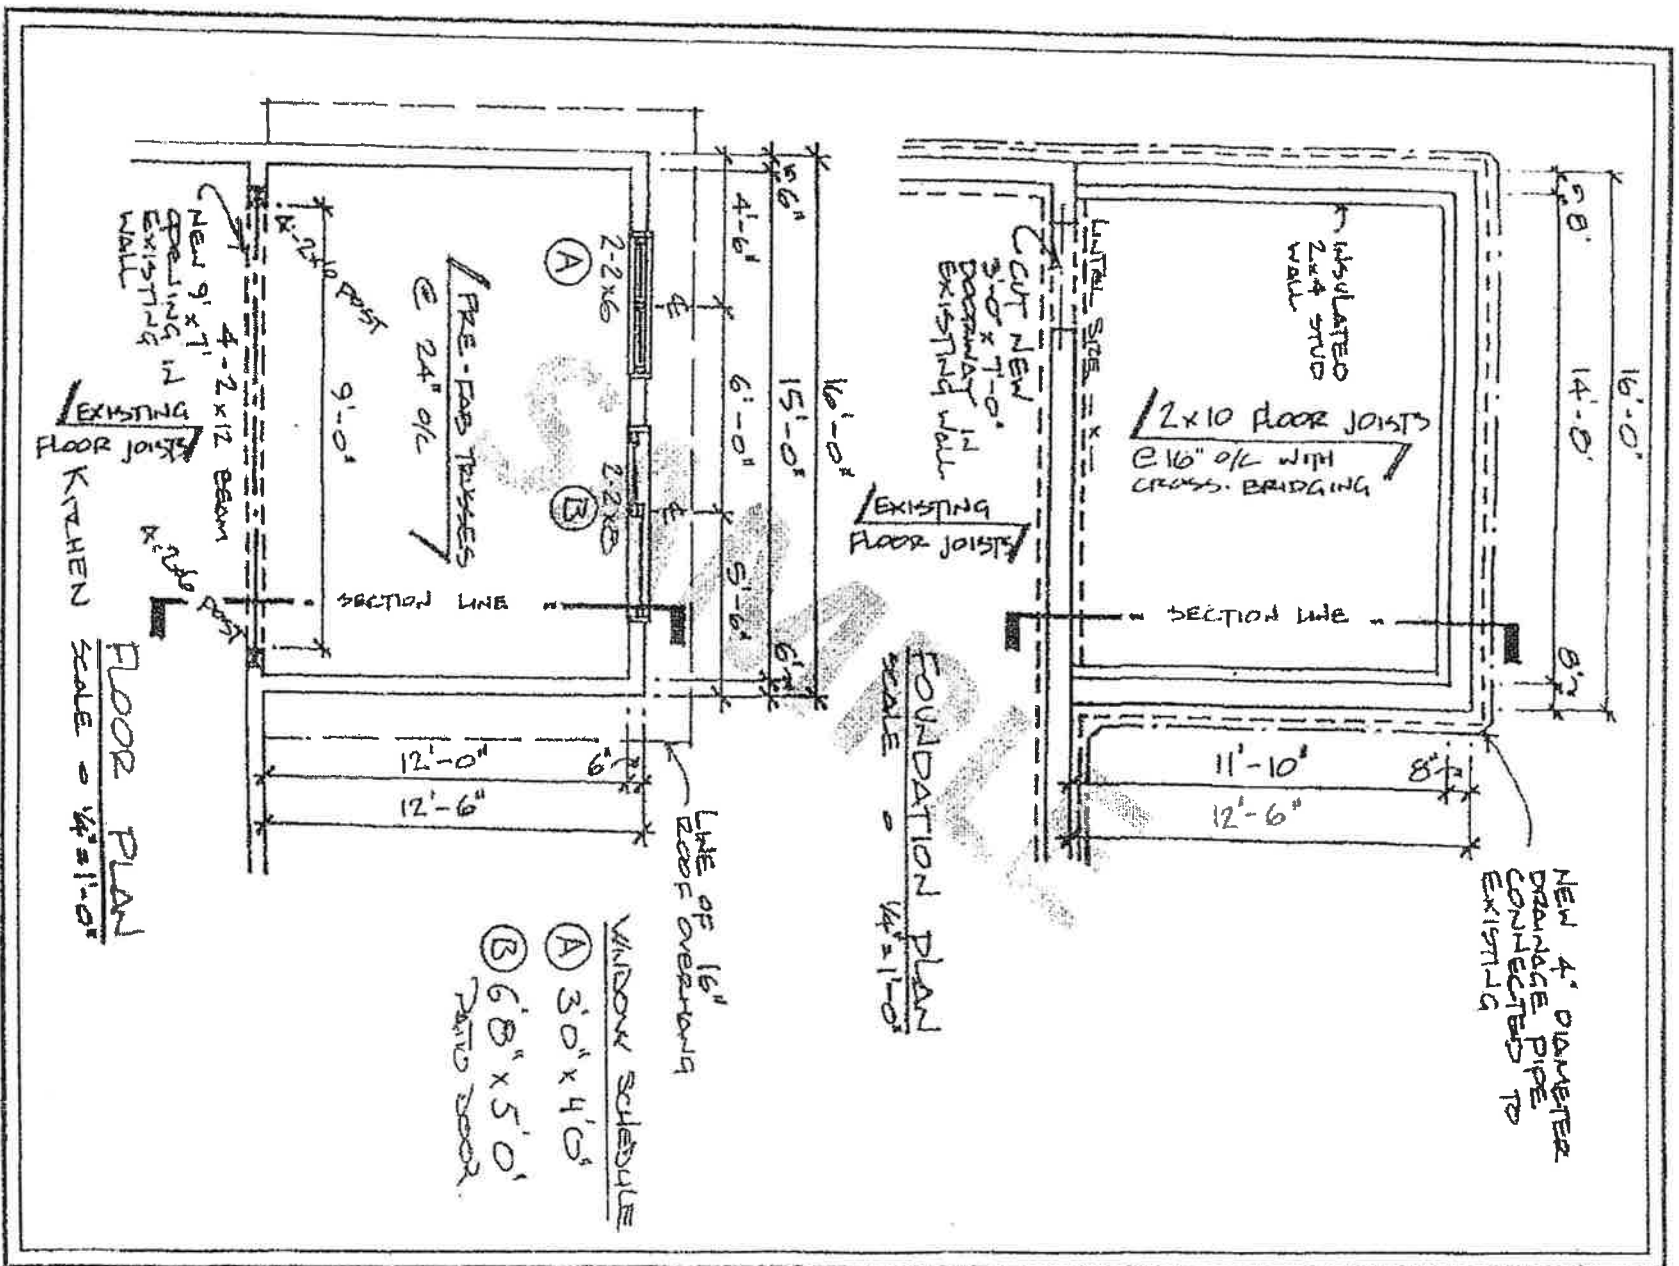 16'-0"
14'-8"
8"
8"
INSULATED
2x4 STUD
WALL
2x10 FLOOR JOISTS
@ 16" O/C WITH
CROSS-BRIDGING
LINTAL SIZE - x -
CUT NEW
3'-0" x 7'-0"
DOORWAY IN
EXISTING WALL
EXISTING
FLOOR JOISTS
SECTION LINE
11'-10"
8"
12'-6"
NEW 4" DIAMETER
DRAINAGE PIPE
CONNECTED TO
EXISTING
FOUNDATION PLAN
SCALE - 1/4" = 1'-0"
16'-0"
15'-0"
6"
6"
4'-6"
6'-0"
5'-6"
2-2x6
A
2-2x8
B
PRE-FAB TRUSSES
@ 24" O/C
4-2x6 POST
9'-0"
4-2x12 BEAM
NEW 9' x 7'
OPENING IN
EXISTING
WALL
4-2x6 POST
EXISTING
FLOOR JOISTS
KITCHEN
SECTION LINE
12'-0"
6"
12'-6"
LINE OF 16"
ROOF OVERHANG
FLOOR PLAN
SCALE - 1/4" = 1'-0"
WINDOW SCHEDULE
A 3'0" x 4'0"
B 6'8" x 5'0"
PATIO DOOR.
SAMPLE